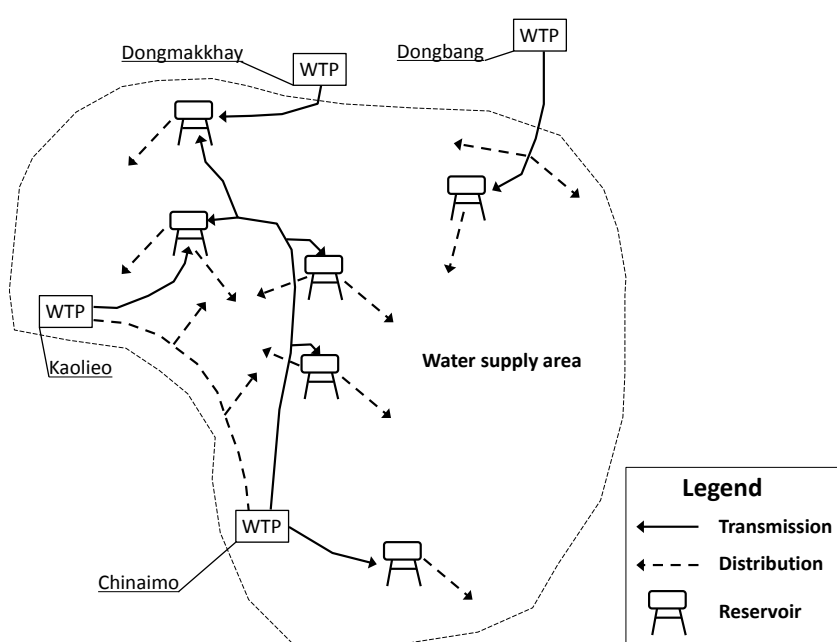 Dongmakkhay
WTP
Dongbang
WTP
WTP
Kaolieo
Water supply area
WTP
Chinaimo
Legend
Transmission
Distribution
Reservoir